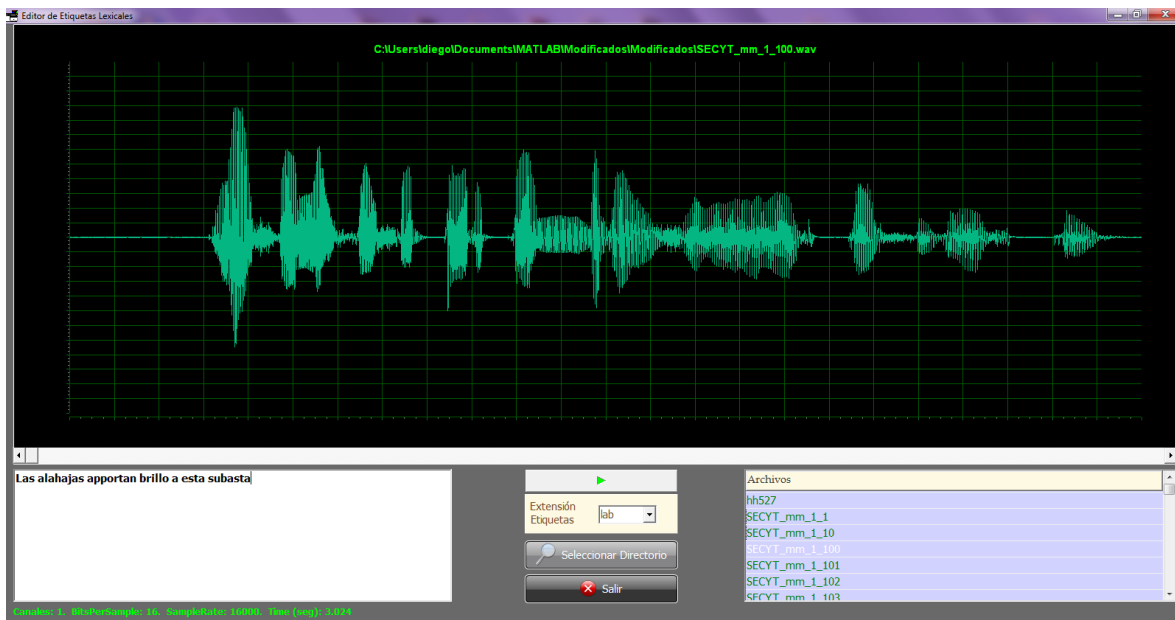 Editor de Etiquetas Lexicales
C:\Users\diego\Documents\MATLAB\Modificados\Modificados\SECYT_mm_1_100.wav
Las alahajas apportan brillo a esta subasta
Extensión
Etiquetas
lab
Seleccionar Directorio
Salir
Archivos
hh527
SECYT_mm_1_1
SECYT_mm_1_10
SECYT_mm_1_100
SECYT_mm_1_101
SECYT_mm_1_102
SECYT_mm_1_103
Canales: 1. BitsPerSample: 16. SampleRate: 16000. Time (seg): 3.024